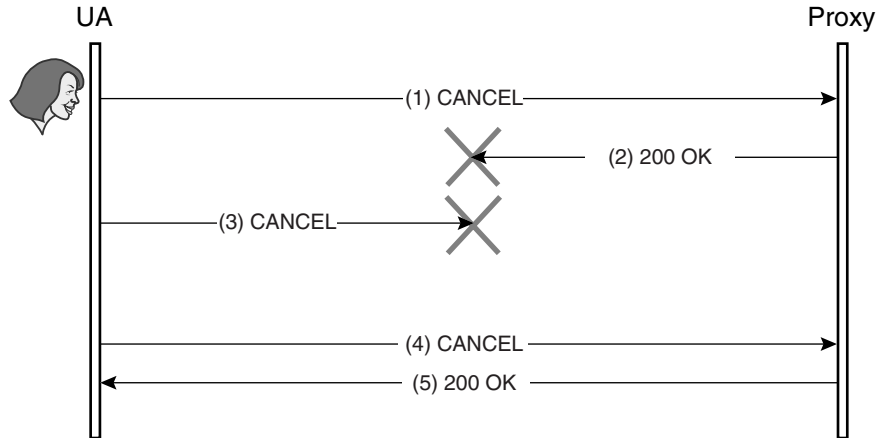 UA Proxy
(1) CANCEL
(2) 200 OK
(3) CANCEL
(4) CANCEL
(5) 200 OK